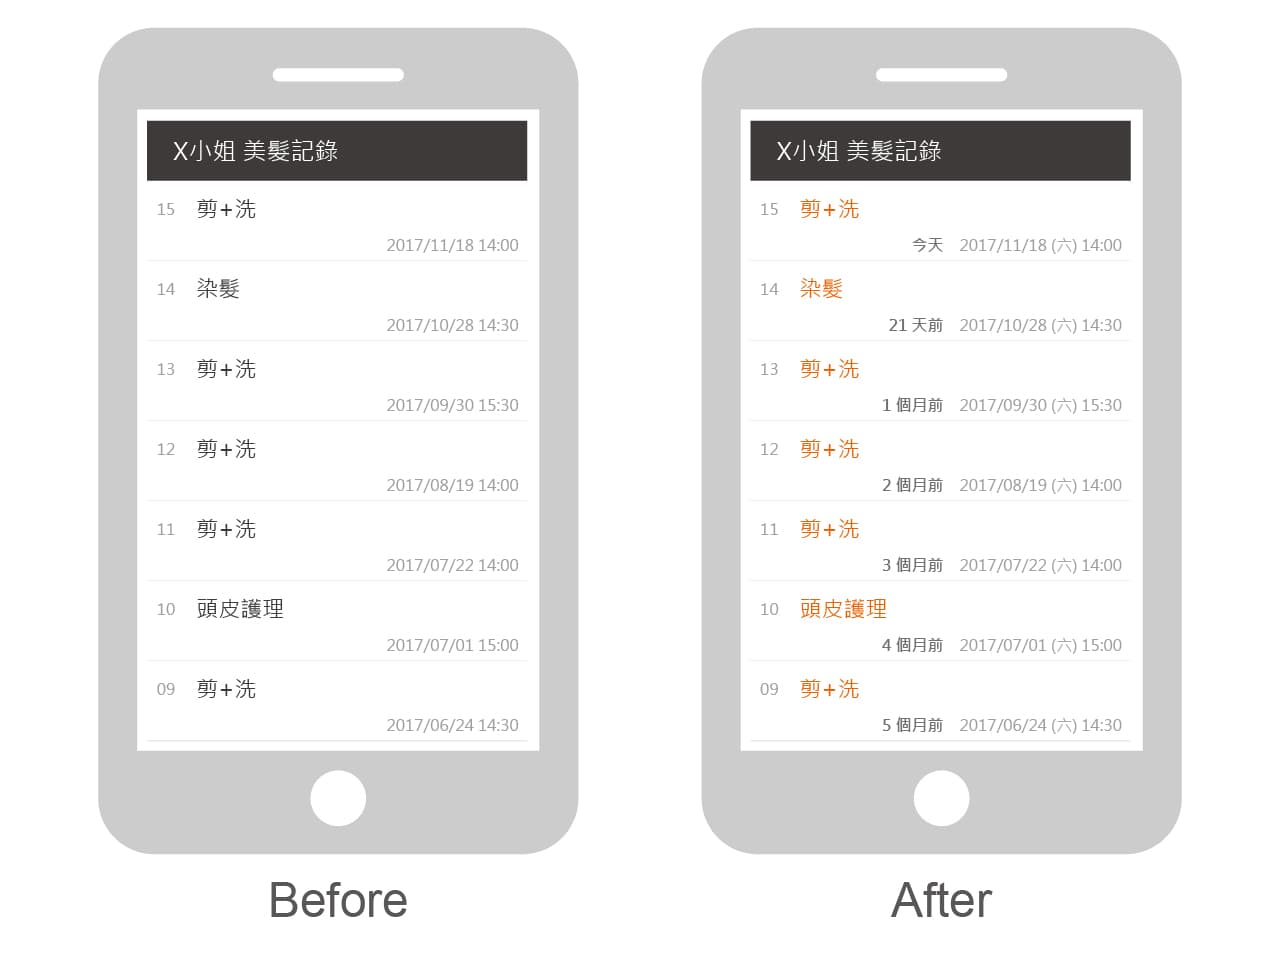 X小姐 美髮記錄
15 剪+洗
2017/11/18 14:00
14 染髮
2017/10/28 14:30
13 剪+洗
2017/09/30 15:30
12 剪+洗
2017/08/19 14:00
11 剪+洗
2017/07/22 14:00
10 頭皮護理
2017/07/01 15:00
09 剪+洗
2017/06/24 14:30
Before
X小姐 美髮記錄
15 剪+洗
今天 2017/11/18 (六) 14:00
14 染髮
21 天前 2017/10/28 (六) 14:30
13 剪+洗
1 個月前 2017/09/30 (六) 15:30
12 剪+洗
2 個月前 2017/08/19 (六) 14:00
11 剪+洗
3 個月前 2017/07/22 (六) 14:00
10 頭皮護理
4 個月前 2017/07/01 (六) 15:00
09 剪+洗
5 個月前 2017/06/24 (六) 14:30
After